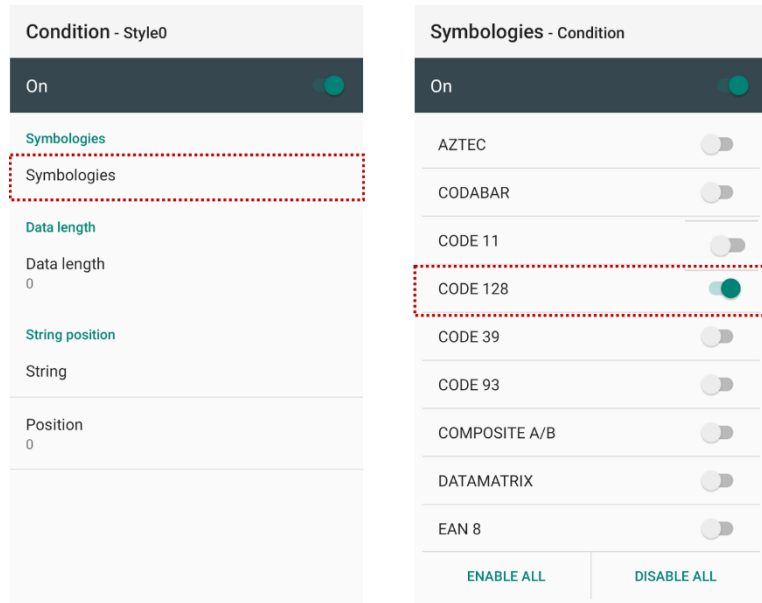 Condition - Style0
On
Symbologies
Symbologies
Data length
Data length
0
String position
String
Position
0
Symbologies - Condition
On
AZTEC
CODABAR
CODE 11
CODE 128
CODE 39
CODE 93
COMPOSITE A/B
DATAMATRIX
EAN 8
ENABLE ALL DISABLE ALL